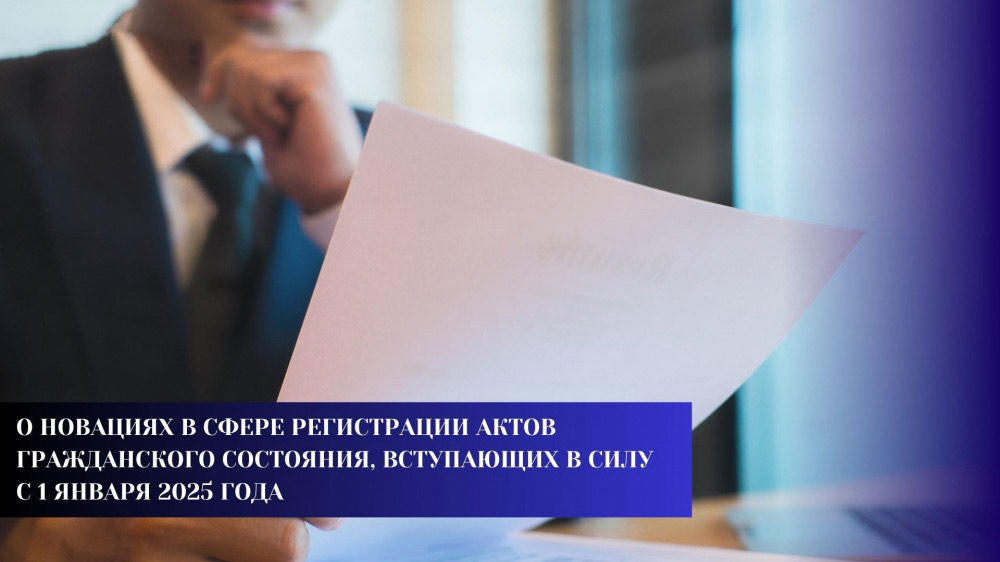 О НОВАЦИЯХ В СФЕРЕ РЕГИСТРАЦИИ АКТОВ
ГРАЖДАНСКОГО СОСТОЯНИЯ, ВСТУПАЮЩИХ В СИЛУ
С 1 ЯНВАРЯ 2025 ГОДА